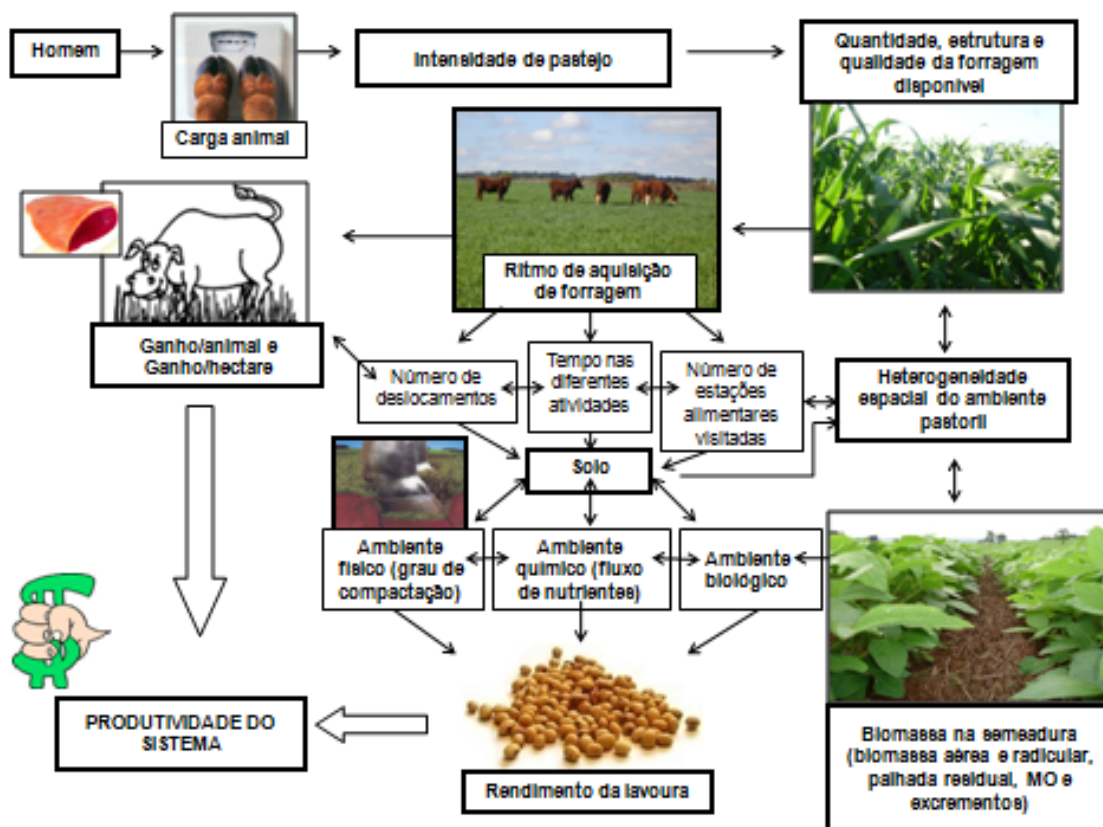 Homem
Carga animal
Intensidade de pastejo
Quantidade, estrutura e
qualidade da forragem
disponível
Ritmo de aquisição
de forragem
Ganho/animal e
Ganho/hectare
Número de
deslocamentos
Tempo nas
diferentes
atividades
Número de
estações
alimentares
visitadas
Heterogeneidade
espacial do ambiente
pastoril
Solo
Ambiente
físico (grau de
compactação)
Ambiente
químico (fluxo
de nutrientes)
Ambiente
biológico
PRODUTIVIDADE DO
SISTEMA
Rendimento da lavoura
Biomassa na semeadura
(biomassa aérea e radicular,
palhada residual, MO e
excrementos)